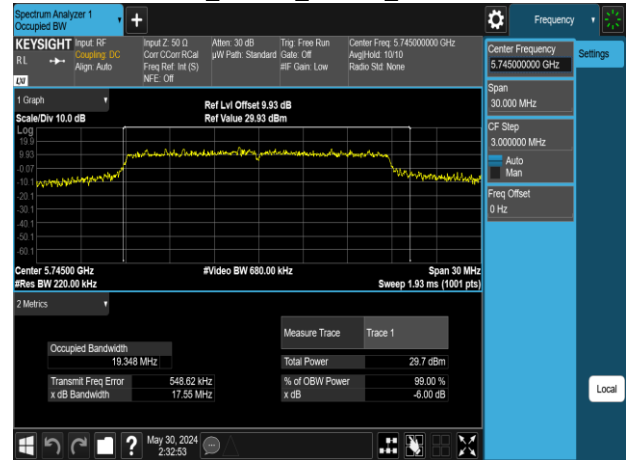 Spectrum Analyzer 1
Occupied BW
Frequency
KEYSIGHT
RL
LXI
Input: RF
Coupling: DC
Align: Auto
Input Z: 50 Ω
Corr CCorr RCal
Freq Ref: Int (S)
NFE: Off
Atten: 30 dB
µW Path: Standard
Trig: Free Run
Gate: Off
#IF Gain: Low
Center Freq: 5.745000000 GHz
Avg|Hold: 10/10
Radio Std: None
Center Frequency
5.745000000 GHz
Settings
Span
30.000 MHz
CF Step
3.000000 MHz
Auto
Man
Freq Offset
0 Hz
Local
1 Graph
Scale/Div 10.0 dB
Ref Lvl Offset 9.93 dB
Ref Value 29.93 dBm
Log
19.9
9.93
-0.07
-10.1
-20.1
-30.1
-40.1
-50.1
-60.1
Center 5.74500 GHz
#Video BW 680.00 kHz
Span 30 MHz
#Res BW 220.00 kHz
Sweep 1.93 ms (1001 pts)
2 Metrics
Measure Trace
Trace 1
Occupied Bandwidth
19.348 MHz
Total Power
29.7 dBm
Transmit Freq Error
548.62 kHz
% of OBW Power
99.00 %
x dB Bandwidth
17.55 MHz
x dB
-6.00 dB
May 30, 2024
2:32:53